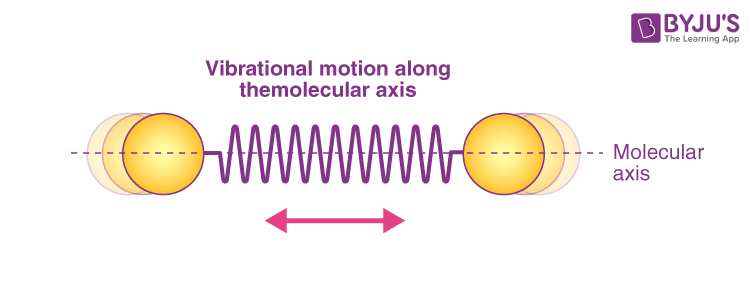 BYJU'S
The Learning App
Vibrational motion along
themolecular axis
Molecular
axis